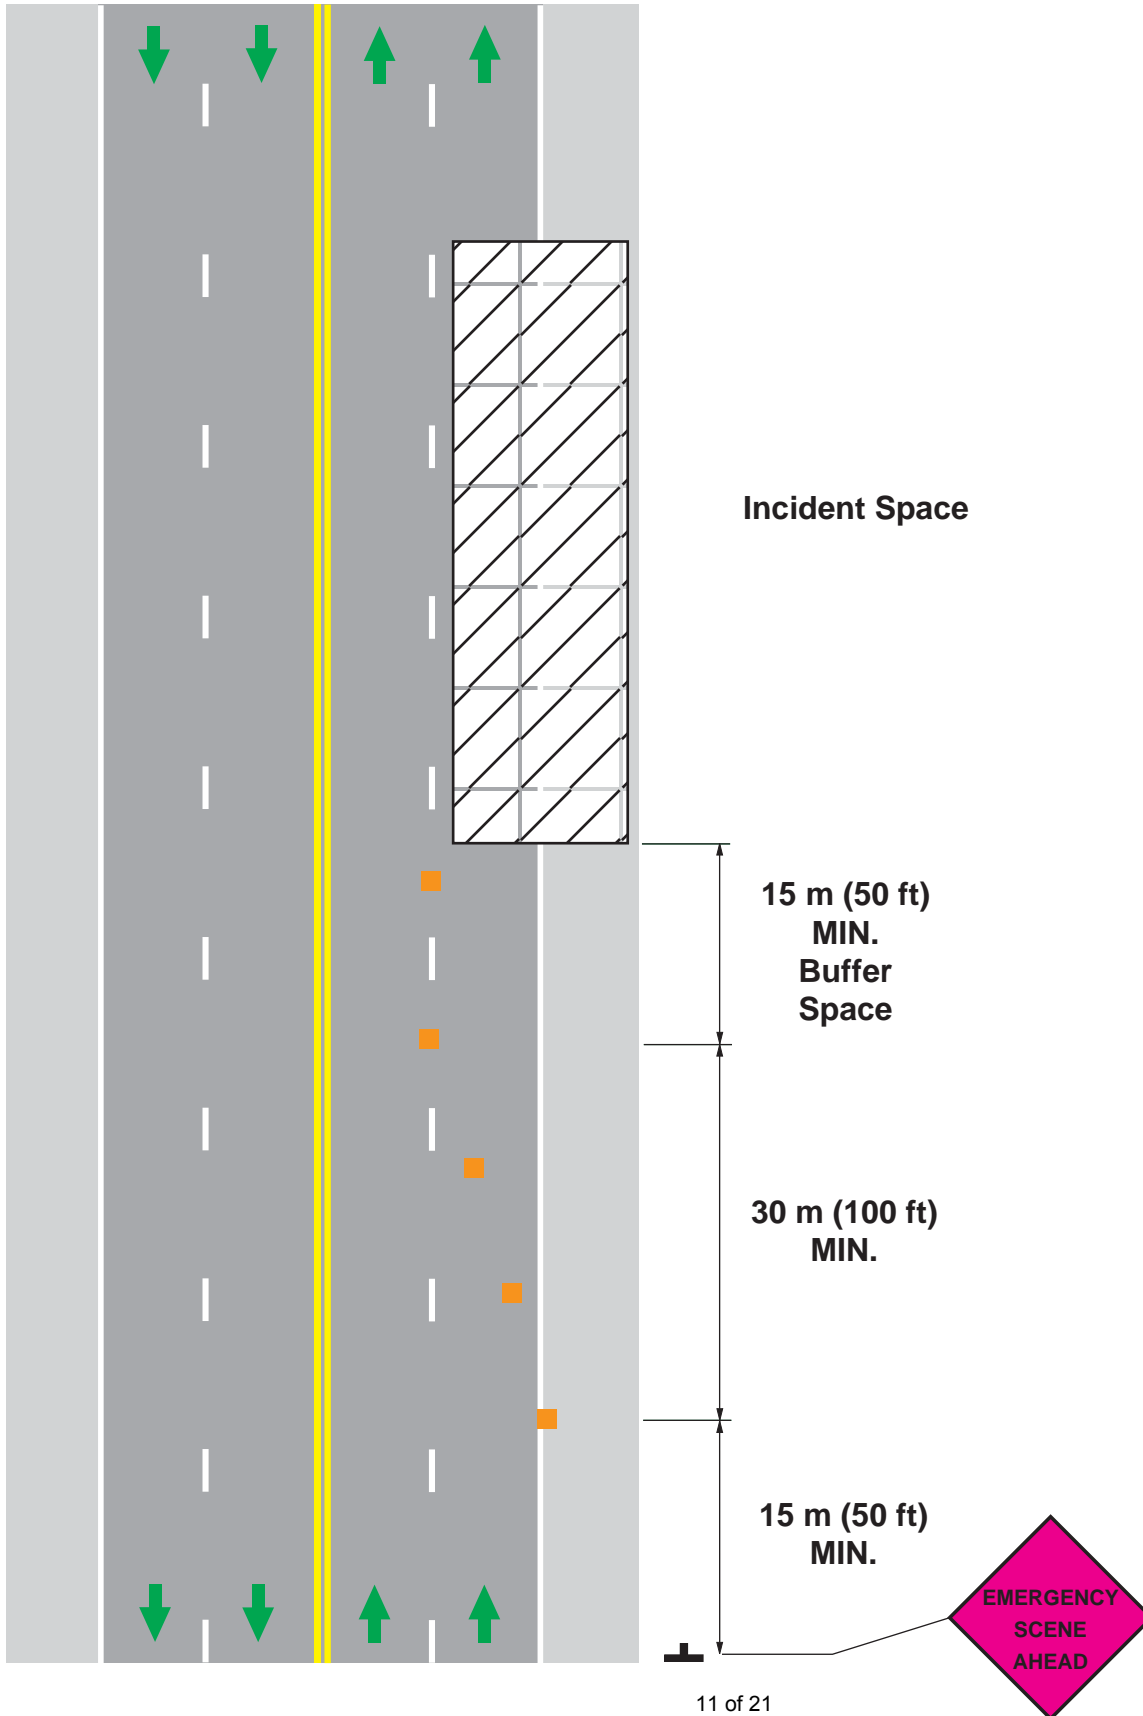 Incident Space
15 m (50 ft)
MIN.
Buffer
Space
30 m (100 ft)
MIN.
15 m (50 ft)
MIN.
EMERGENCY
SCENE
AHEAD
11 of 21